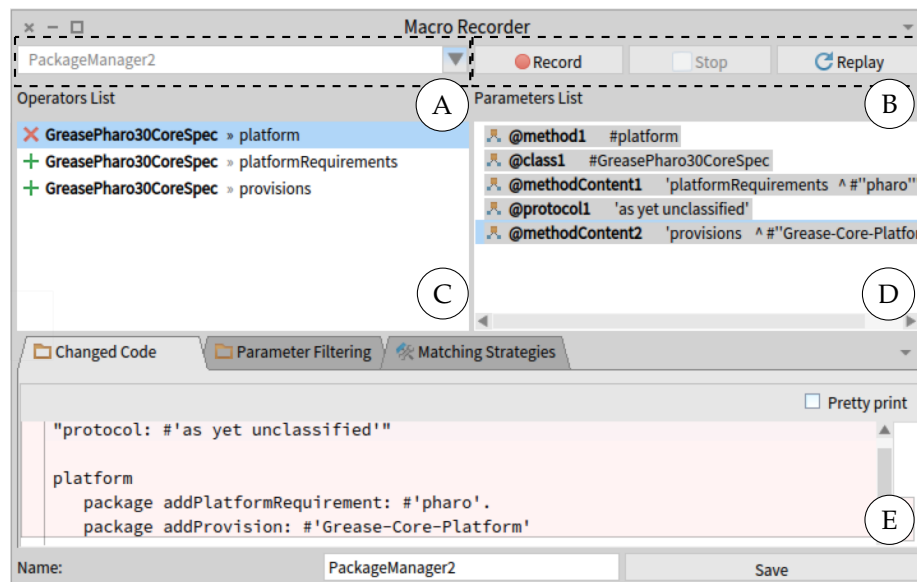 Macro Recorder
PackageManager2
Record
Stop
Replay
A
B
Operators List
Parameters List
GreasePharo30CoreSpec » platform
GreasePharo30CoreSpec » platformRequirements
GreasePharo30CoreSpec » provisions
@method1 #platform
@class1 #GreasePharo30CoreSpec
@methodContent1 'platformRequirements ^ #''pharo''
@protocol1 'as yet unclassified'
@methodContent2 'provisions ^ #''Grease-Core-Platfor
C
D
Changed Code
Parameter Filtering
Matching Strategies
Pretty print
"protocol: #'as yet unclassified'"
platform
package addPlatformRequirement: #'pharo'.
package addProvision: #'Grease-Core-Platform'
E
Name:
PackageManager2
Save